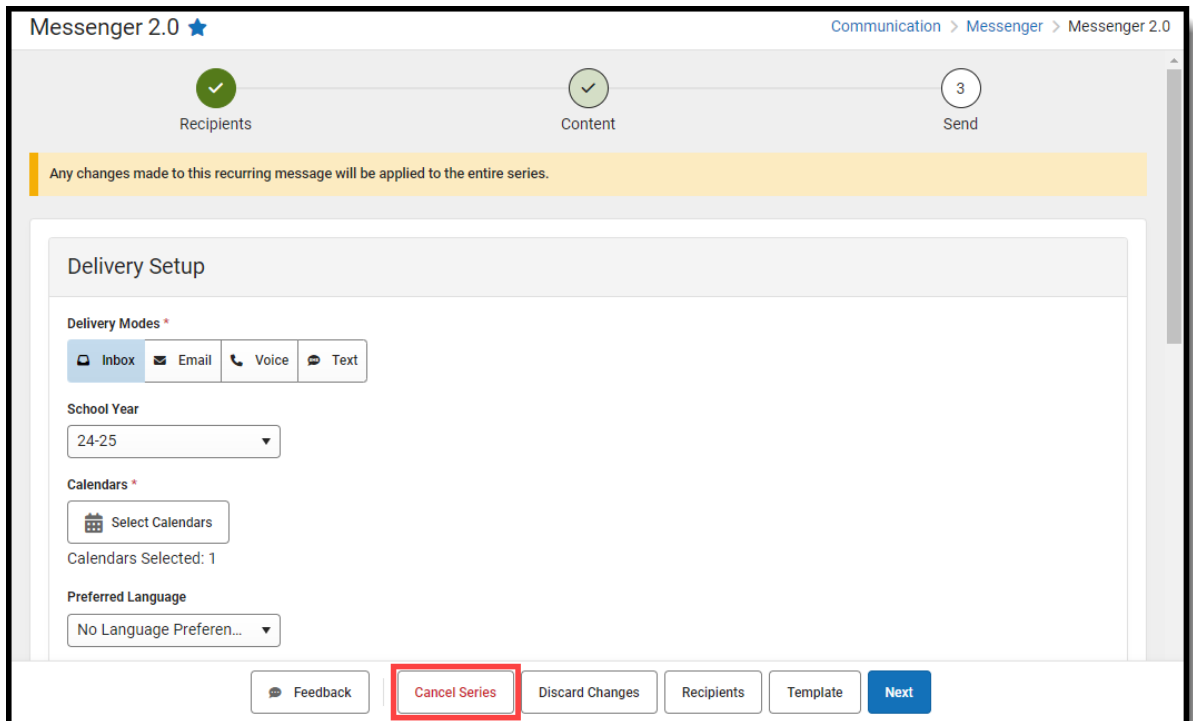 Messenger 2.0
Communication > Messenger > Messenger 2.0
3
Recipients
Content
Send
Any changes made to this recurring message will be applied to the entire series.
Delivery Setup
Delivery Modes *
Inbox Email Voice Text
School Year
24-25
Calendars *
Select Calendars
Calendars Selected: 1
Preferred Language
No Language Preferen...
Feedback Cancel Series Discard Changes Recipients Template Next